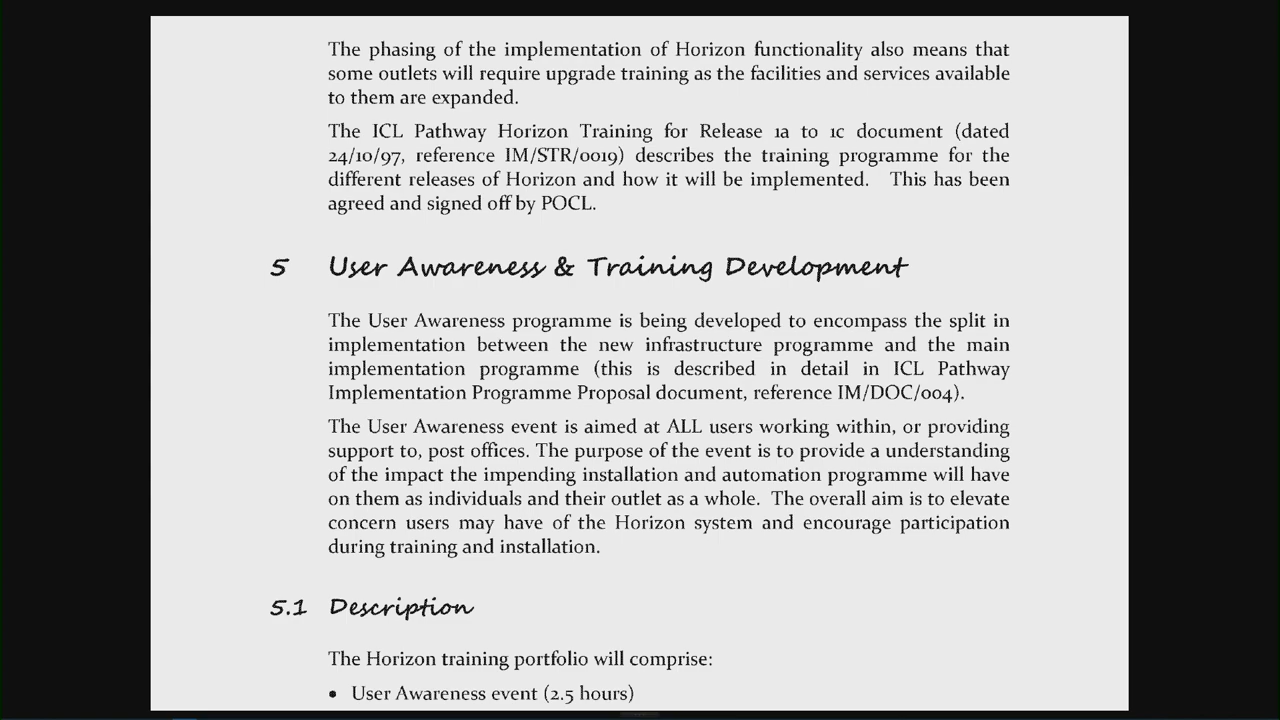 The phasing of the implementation of Horizon functionality also means that
some outlets will require upgrade training as the facilities and services available
to them are expanded.
The ICL Pathway Horizon Training for Release 1a to 1c document (dated
24/10/97, reference IM/STR/0019) describes the training programme for the
different releases of Horizon and how it will be implemented. This has been
agreed and signed off by POCL.
5 User Awareness & Training Development
The User Awareness programme is being developed to encompass the split in
implementation between the new infrastructure programme and the main
implementation programme (this is described in detail in ICL Pathway
Implementation Programme Proposal document, reference IM/DOC/004).
The User Awareness event is aimed at ALL users working within, or providing
support to, post offices. The purpose of the event is to provide a understanding
of the impact the impending installation and automation programme will have
on them as individuals and their outlet as a whole. The overall aim is to elevate
concern users may have of the Horizon system and encourage participation
during training and installation.
5.1 Description
The Horizon training portfolio will comprise:
• User Awareness event (2.5 hours)